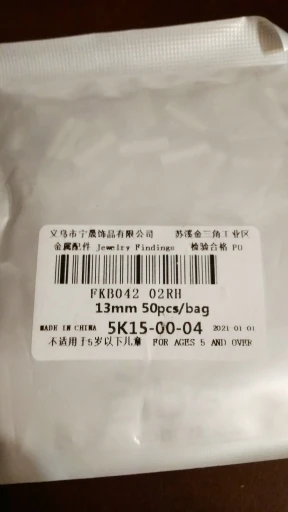 义乌市宁晟饰品有限公司 苏溪金三角工业区
金属配件 Jewelry Findings 检验合格 PU
FKB042 02RH
13mm 50pcs/bag
MADE IN CHINA 5K15-00-04 2021-01-01
不适用于5岁以下儿童 FOR AGES 5 AND OVER